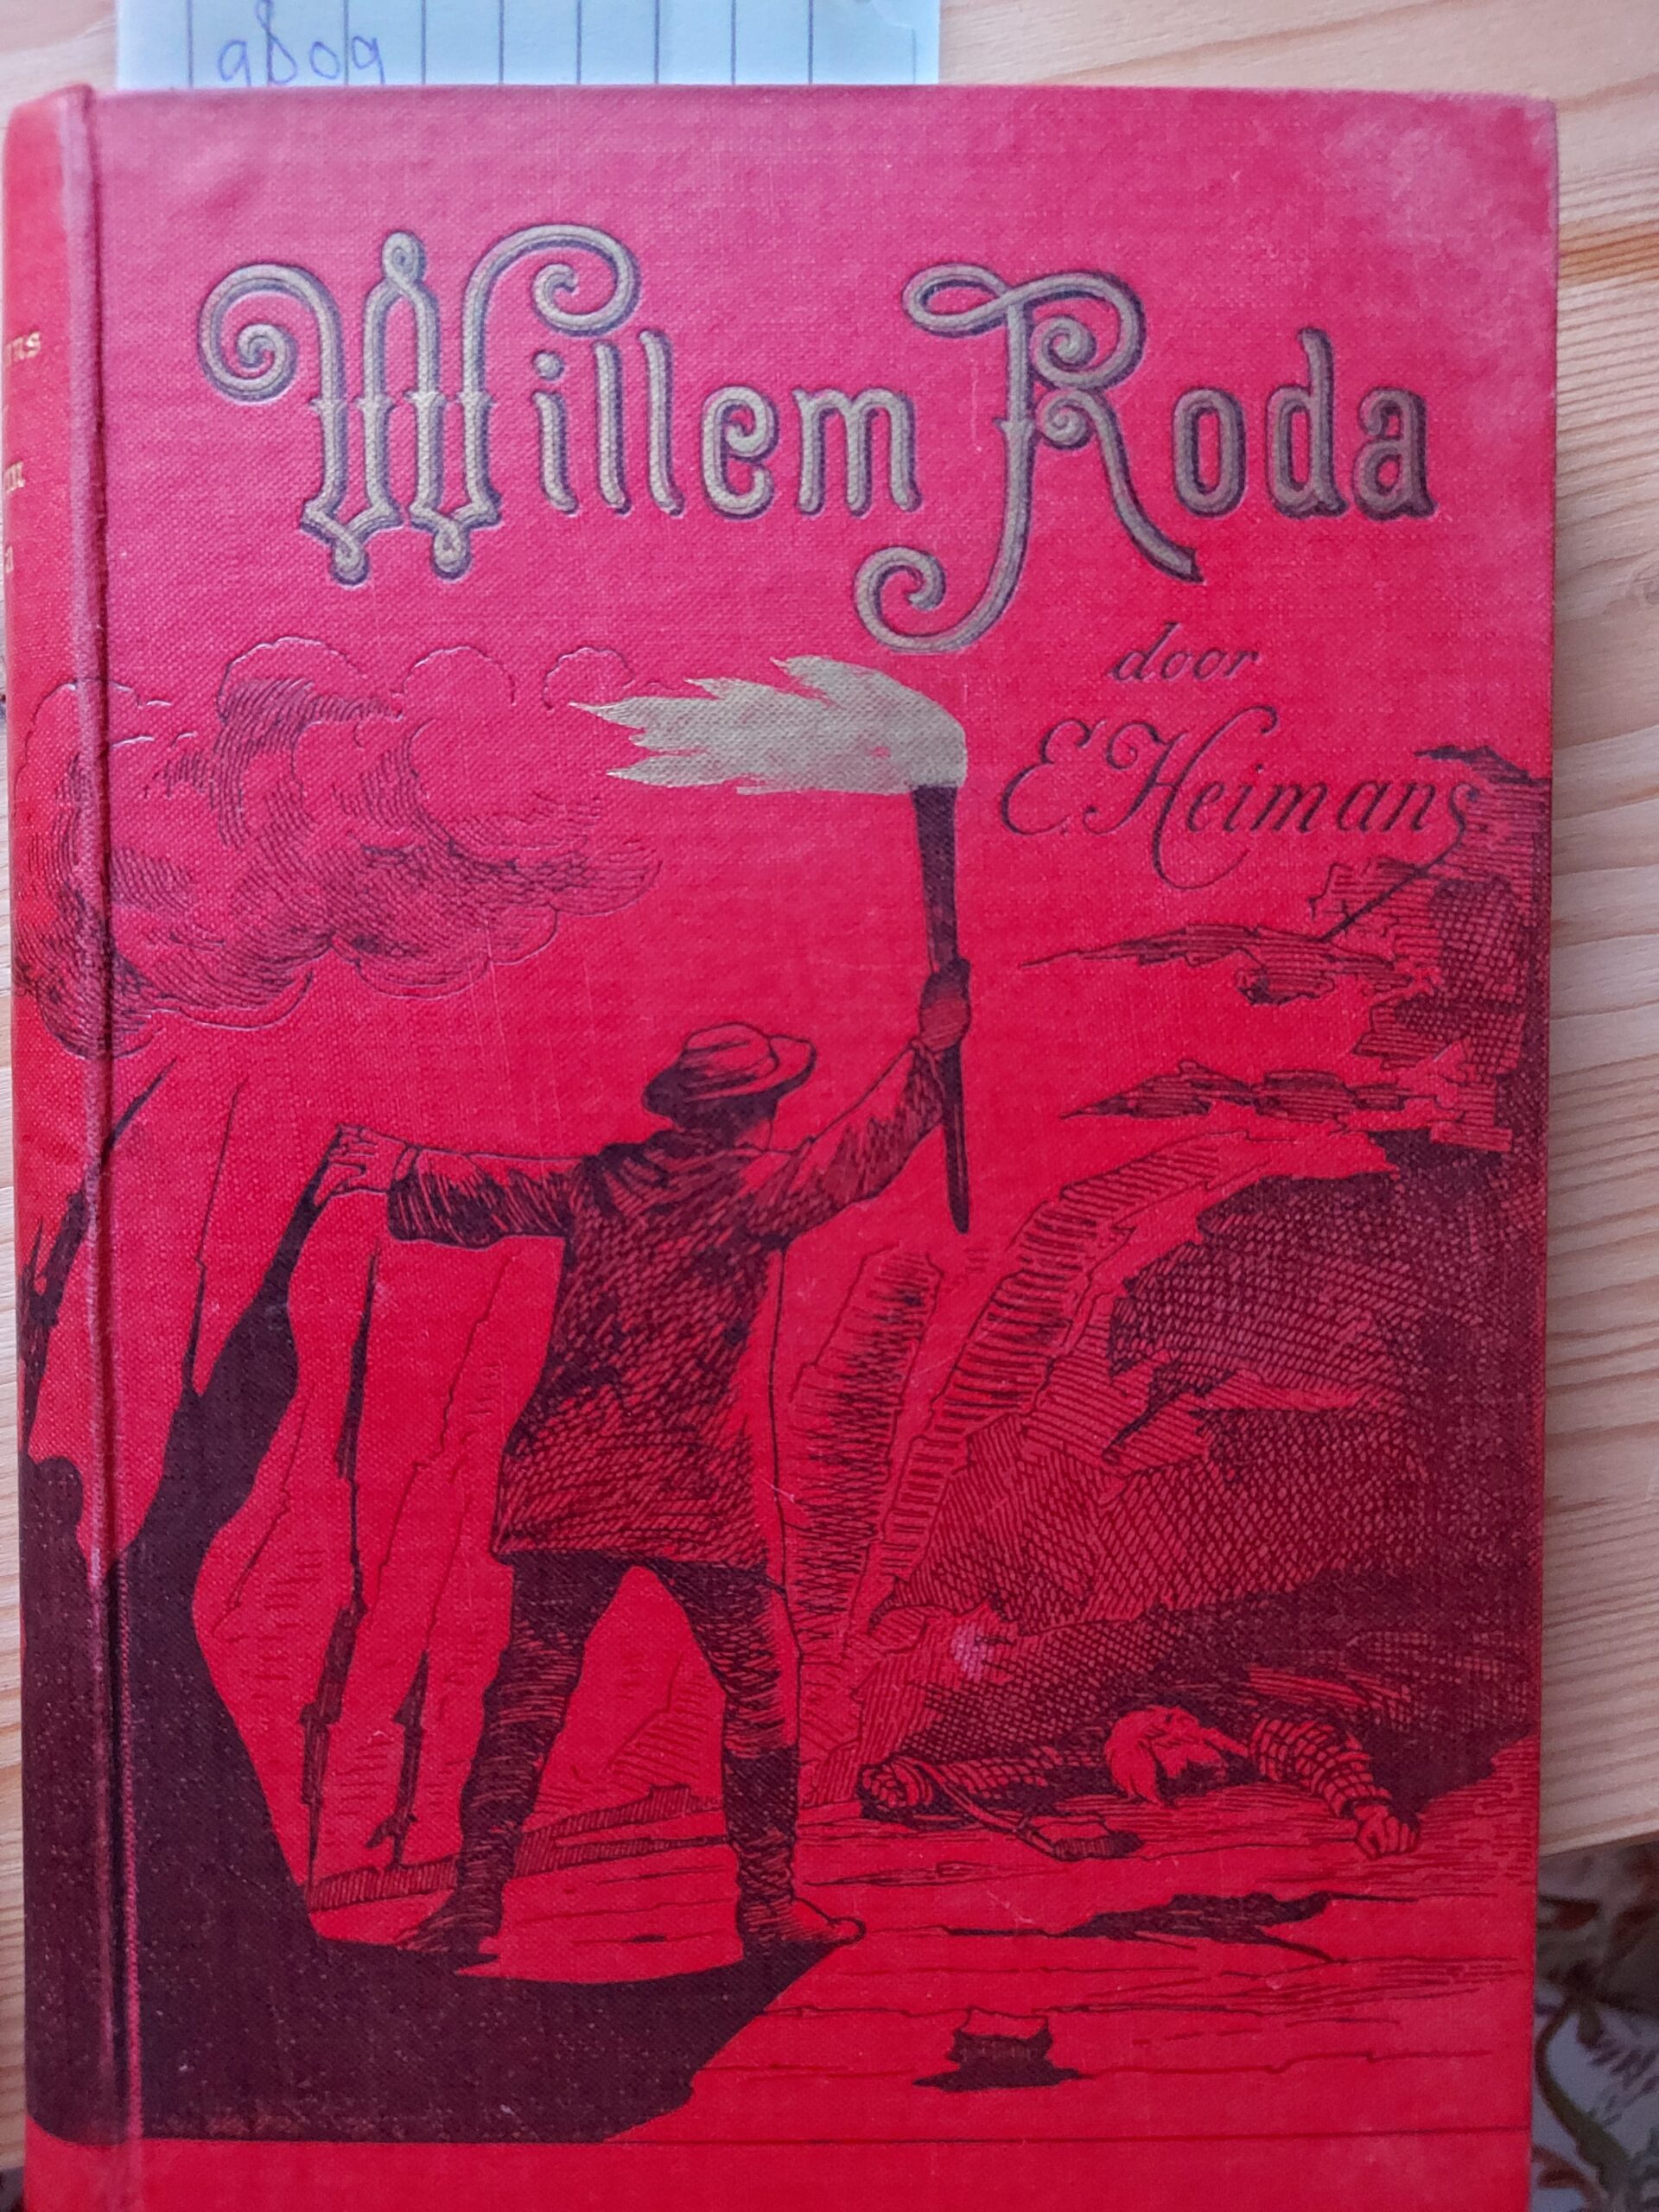 9809
Willem Roda
door
E. Heimans